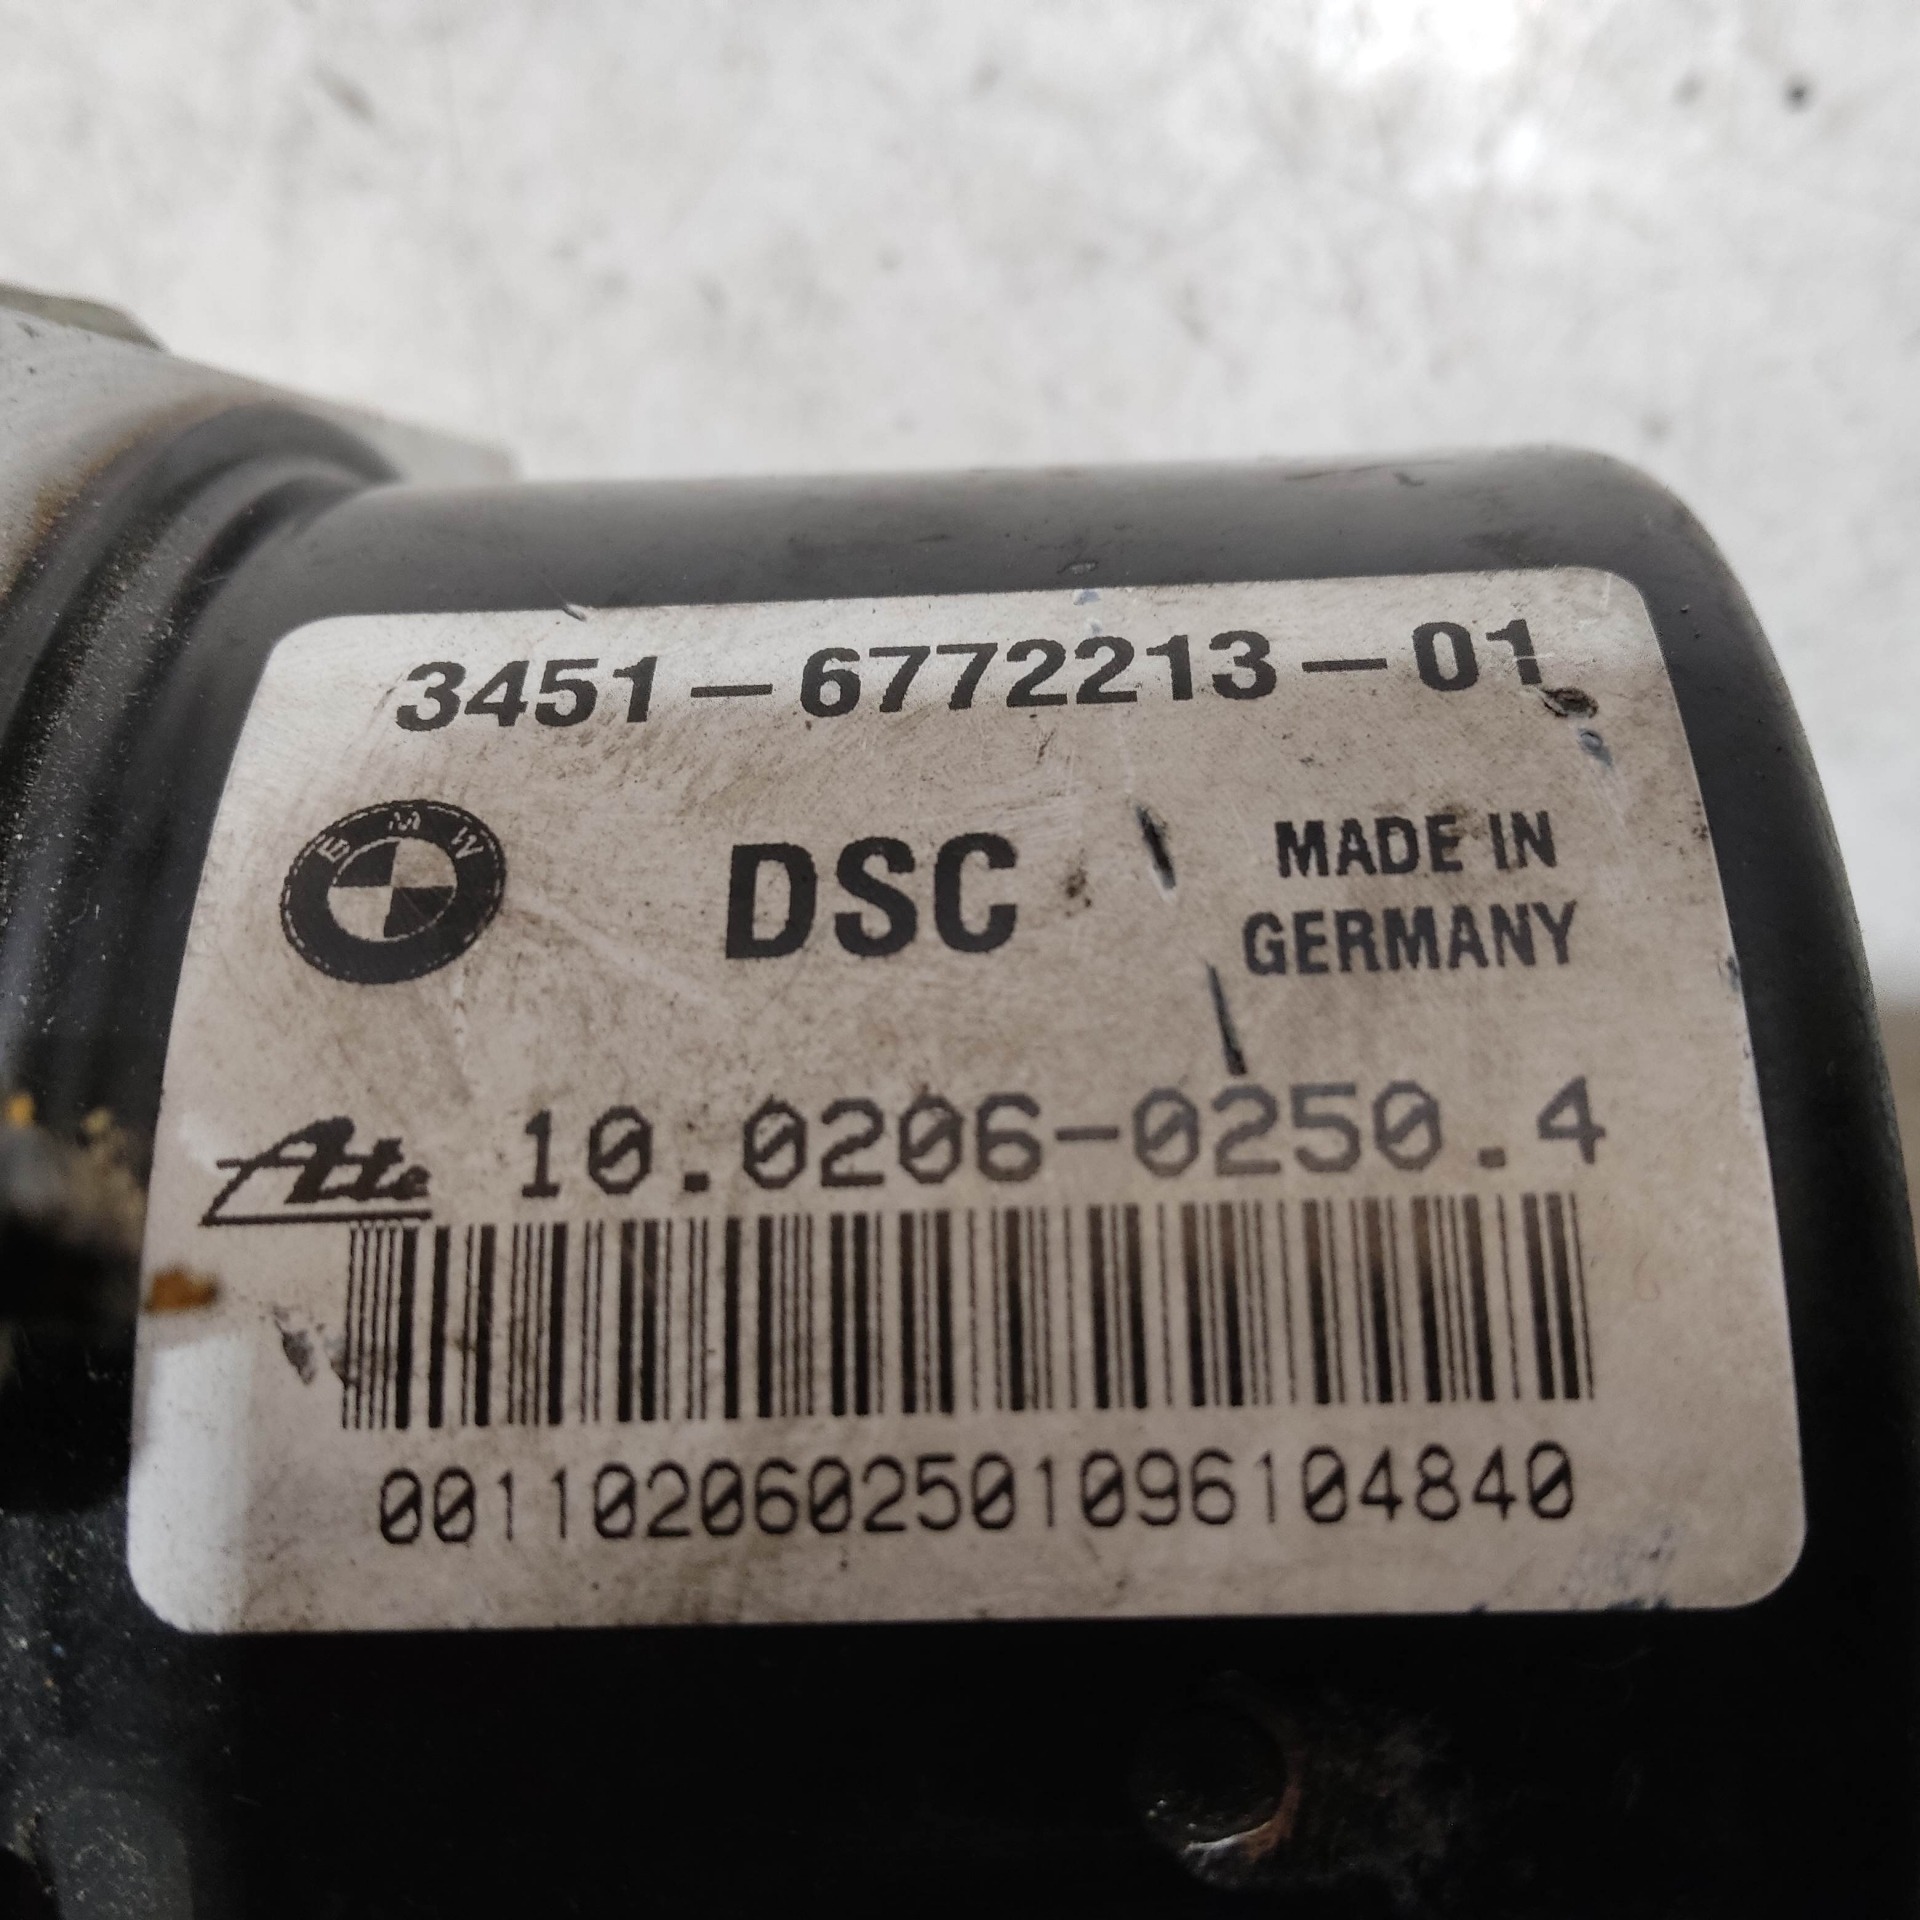 3451-6772213-01
BMW
DSC
MADE IN
GERMANY
Ate 10.0206-0250.4
0011020602501096104840